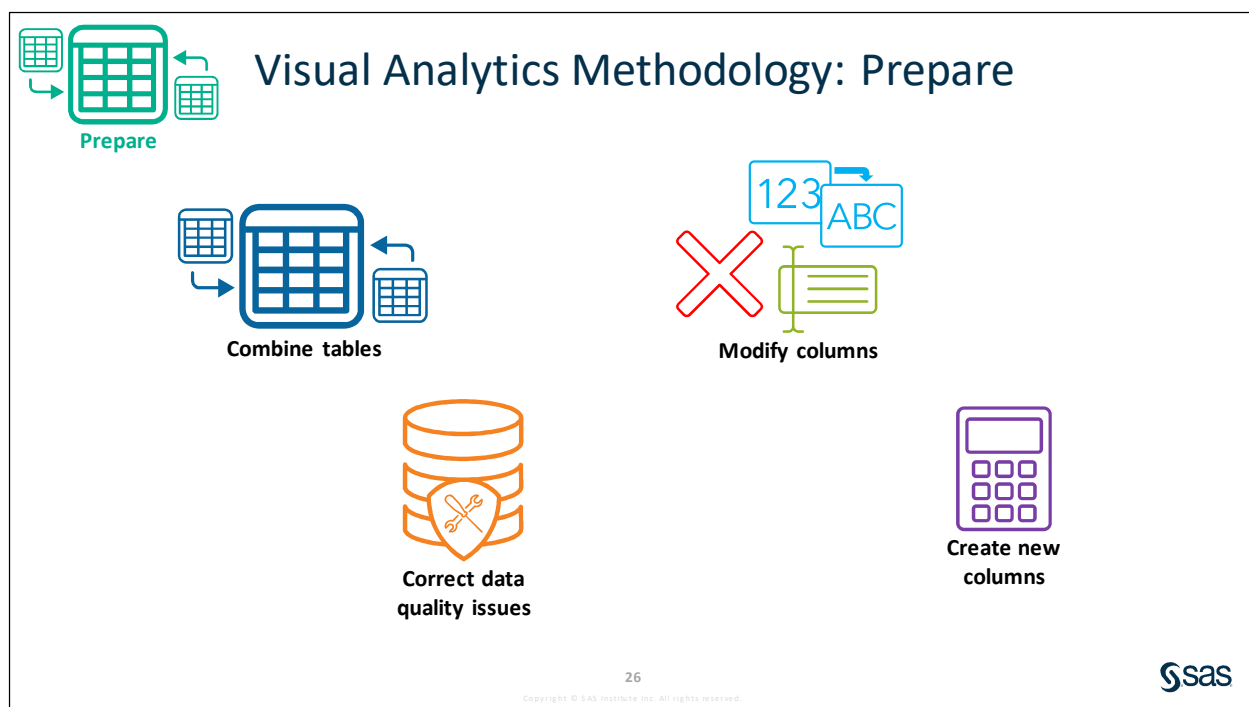 Visual Analytics Methodology: Prepare
Prepare
123
ABC
Combine tables
Modify columns
Correct data
quality issues
Create new
columns
26
Copyright © SAS Institute Inc. All rights reserved.
sas